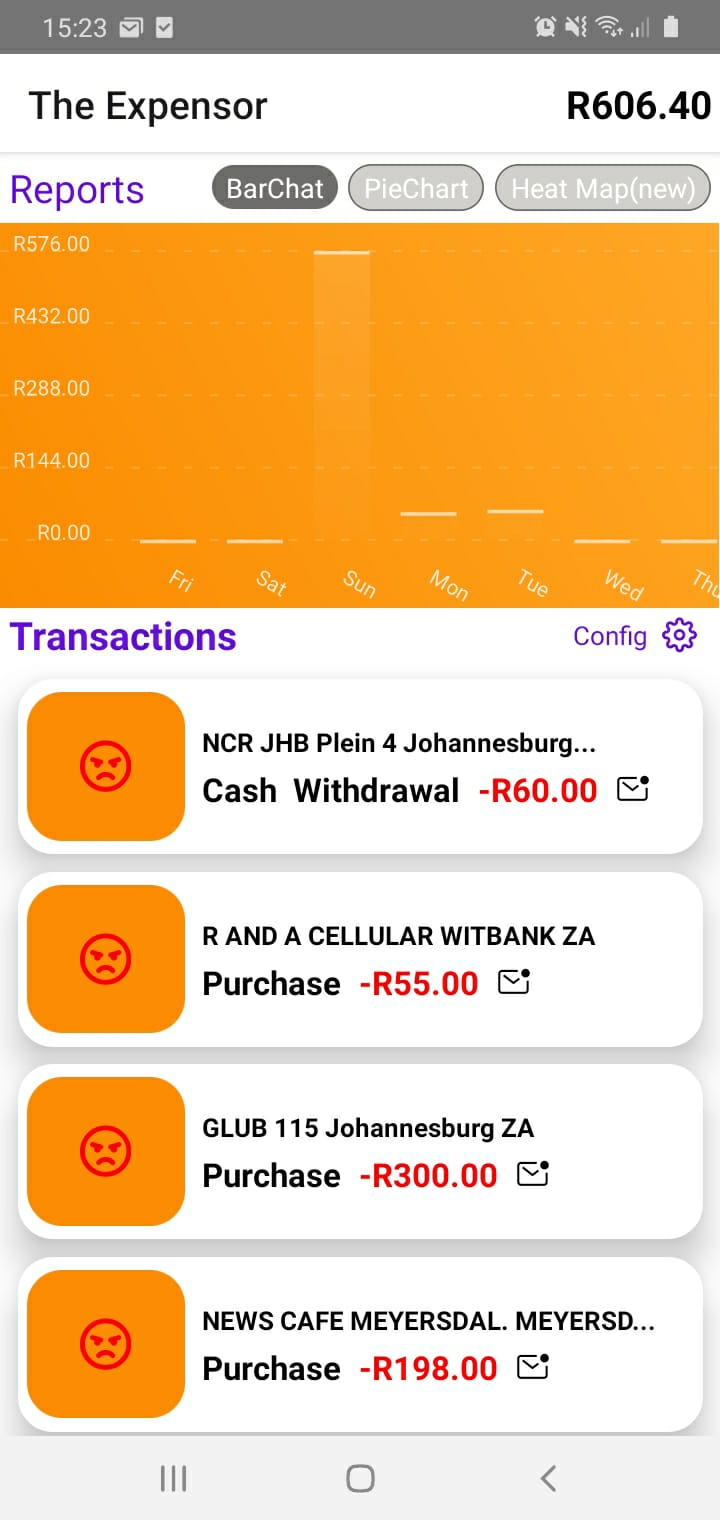 15:23
The Expensor R606.40
Reports BarChat PieChart Heat Map(new)
R576.00
R432.00
R288.00
R144.00
R0.00
Fri Sat Sun Mon Tue Wed Thu
Transactions Config
NCR JHB Plein 4 Johannesburg...
Cash Withdrawal -R60.00
R AND A CELLULAR WITBANK ZA
Purchase -R55.00
GLUB 115 Johannesburg ZA
Purchase -R300.00
NEWS CAFE MEYERSDAL. MEYERSD...
Purchase -R198.00